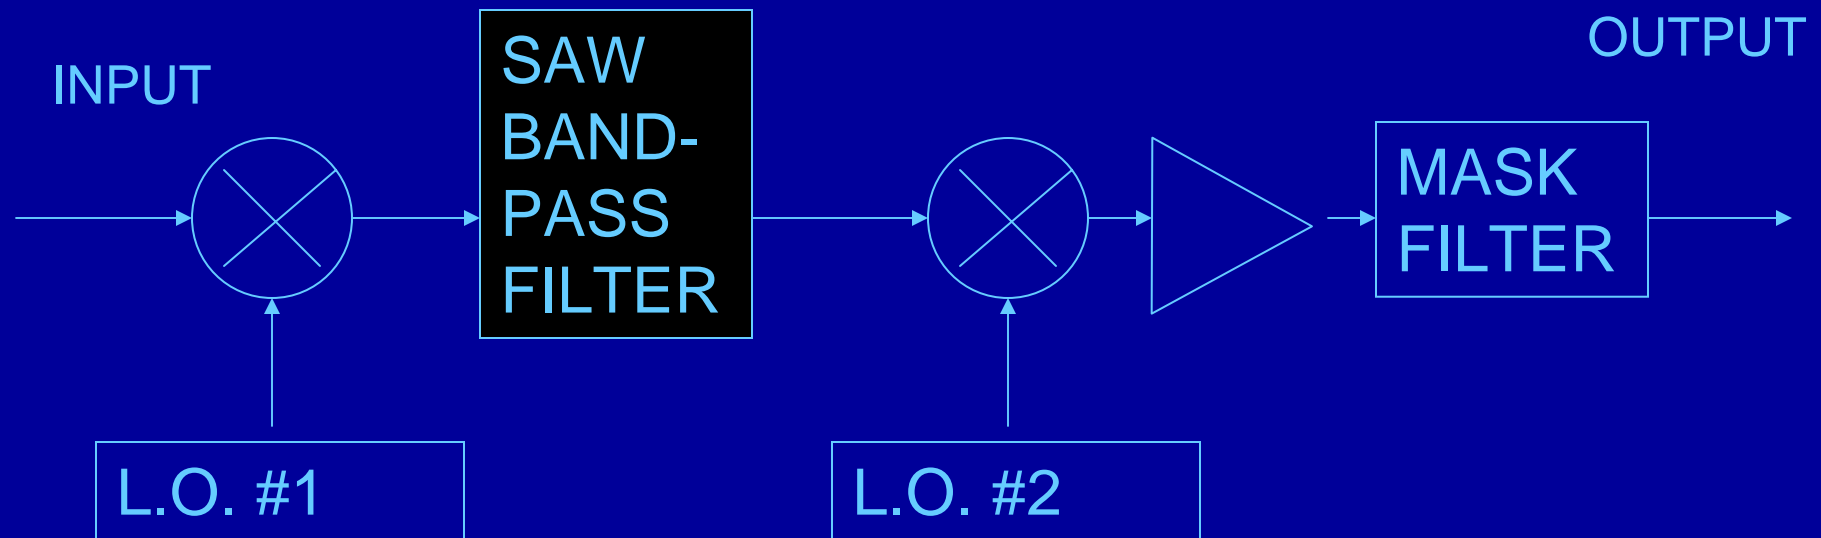 INPUT
SAW
BAND-
PASS
FILTER
OUTPUT
MASK
FILTER
L.O. #1
L.O. #2